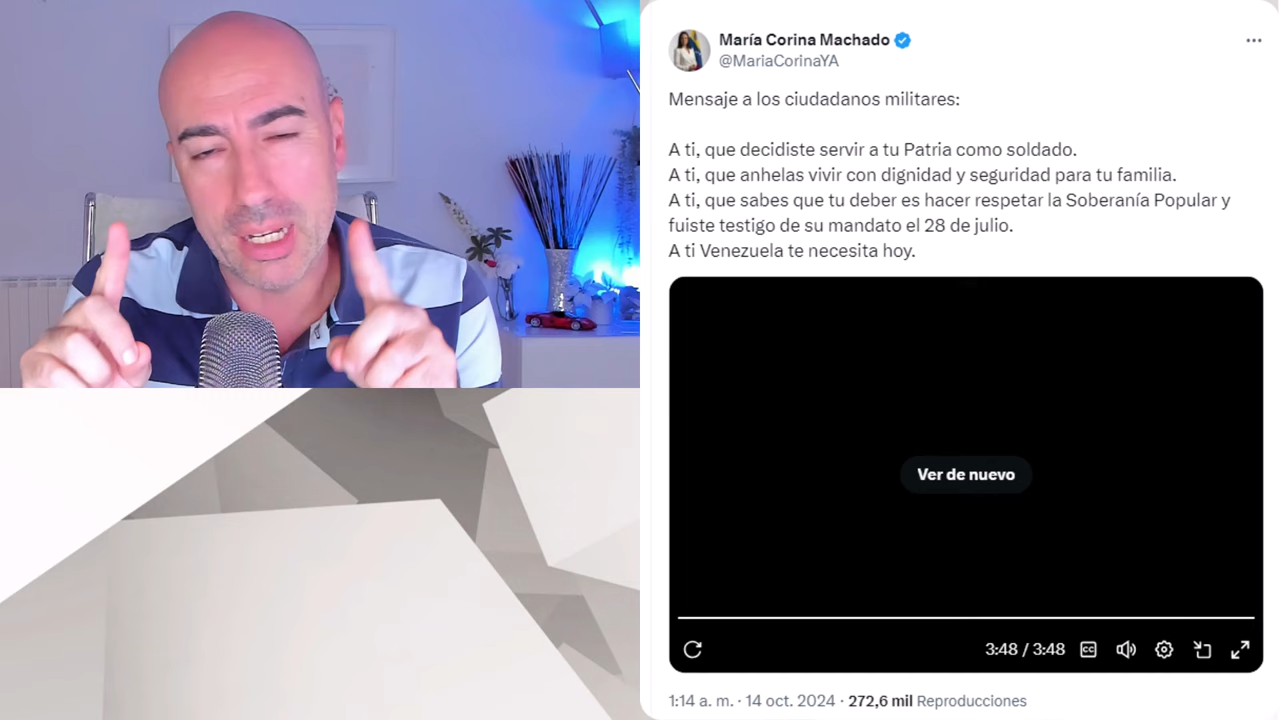 María Corina Machado
@MariaCorinaYA
Mensaje a los ciudadanos militares:
A ti, que decidiste servir a tu Patria como soldado.
A ti, que anhelas vivir con dignidad y seguridad para tu familia.
A ti, que sabes que tu deber es hacer respetar la Soberanía Popular y
fuiste testigo de su mandato el 28 de julio.
A ti Venezuela te necesita hoy.
Ver de nuevo
3:48 / 3:48 CC
1:14 a. m. · 14 oct. 2024 · 272,6 mil Reproducciones